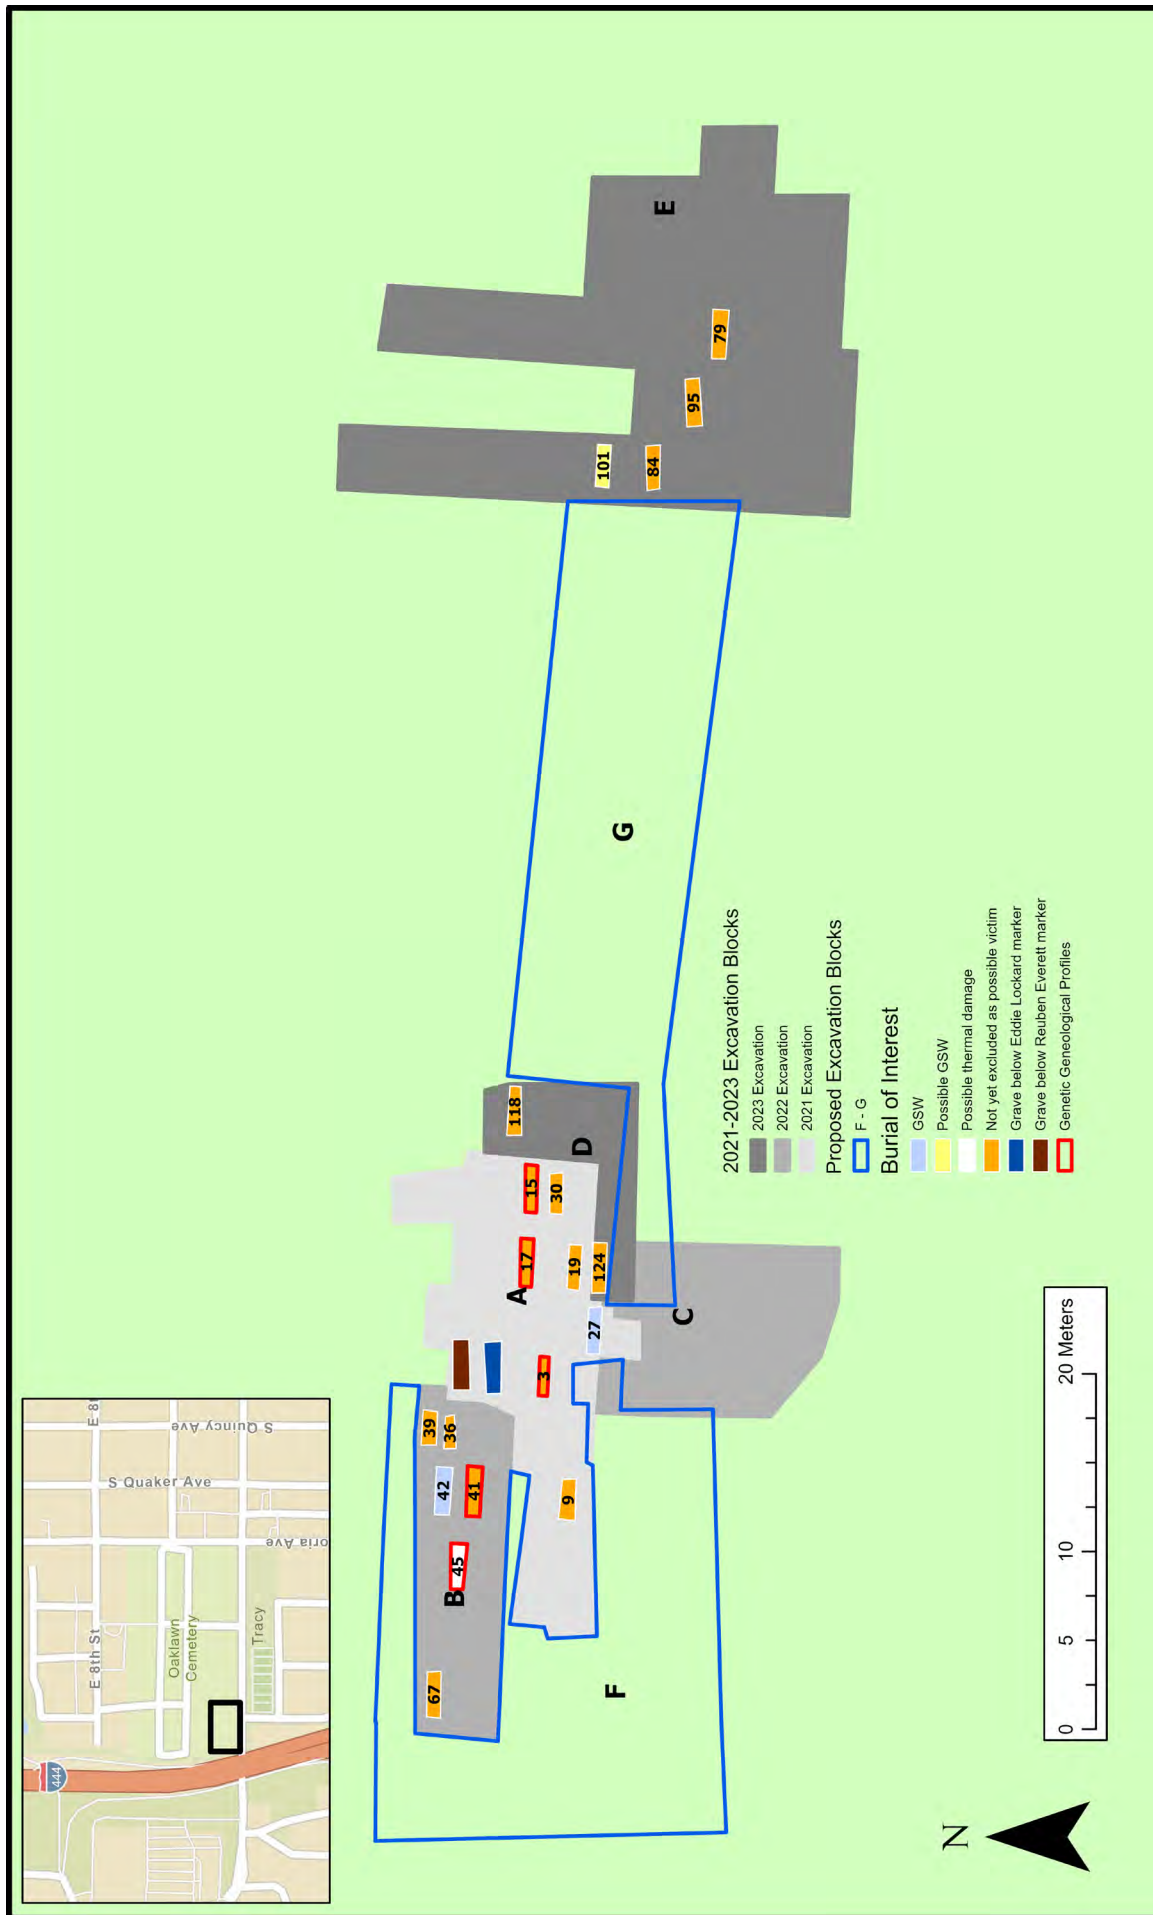 E 8th St
E 8t
S Quincy Ave
S Quaker Ave
oria Ave
Oaklawn
Cemetery
Tracy
444
E
79
95
101
84
G
118
D
15
30
17
A
19
124
27
C
3
39
36
42
41
9
45
B
67
F
2021-2023 Excavation Blocks
2023 Excavation
2022 Excavation
2021 Excavation
Proposed Excavation Blocks
F - G
Burial of Interest
GSW
Possible GSW
Possible thermal damage
Not yet excluded as possible victim
Grave below Eddie Lockard marker
Grave below Reuben Everett marker
Genetic Geneological Profiles
0 5 10 20 Meters
N